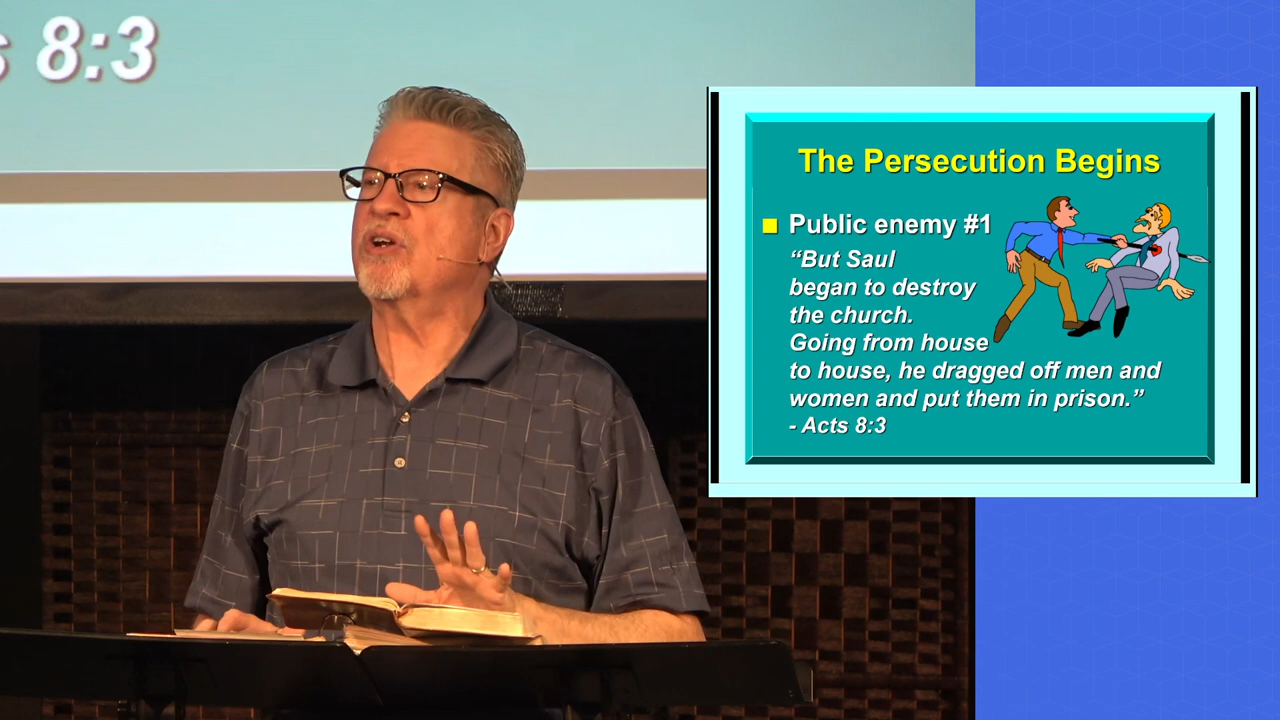 8:3
The Persecution Begins
Public enemy #1
“But Saul
began to destroy
the church.
Going from house
to house, he dragged off men and
women and put them in prison.”
- Acts 8:3